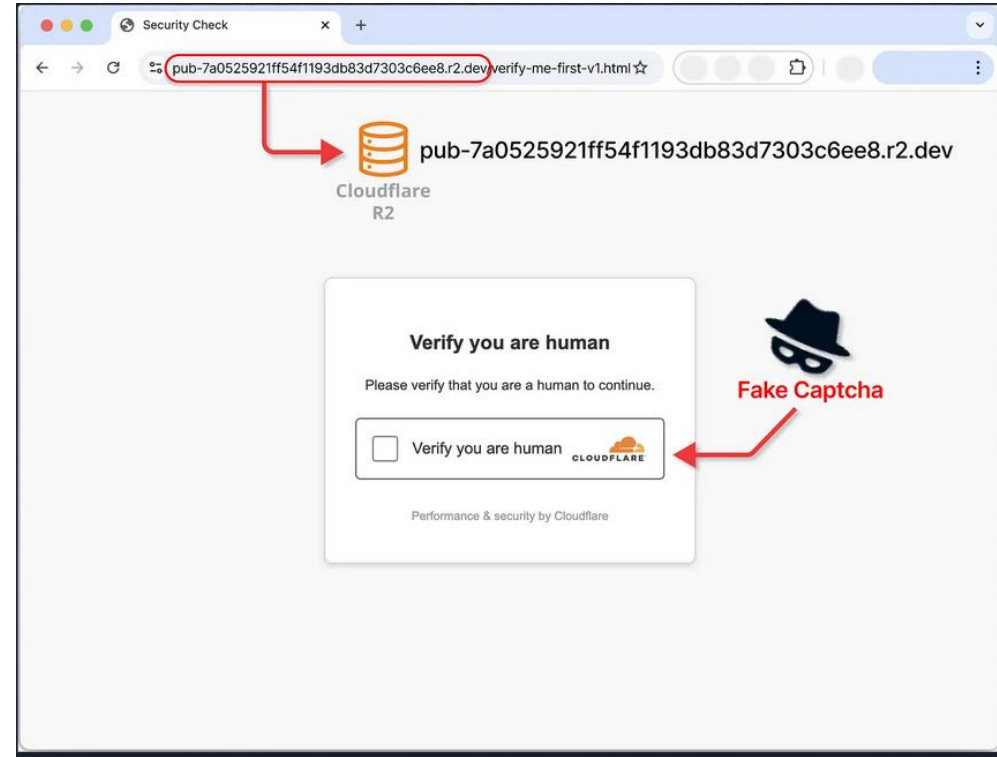 Security Check
pub-7a0525921ff54f1193db83d7303c6ee8.r2.dev/verify-me-first-v1.html
pub-7a0525921ff54f1193db83d7303c6ee8.r2.dev
Cloudflare
R2
Verify you are human
Please verify that you are a human to continue.
Fake Captcha
Verify you are human
CLOUDFLARE
Performance & security by Cloudflare